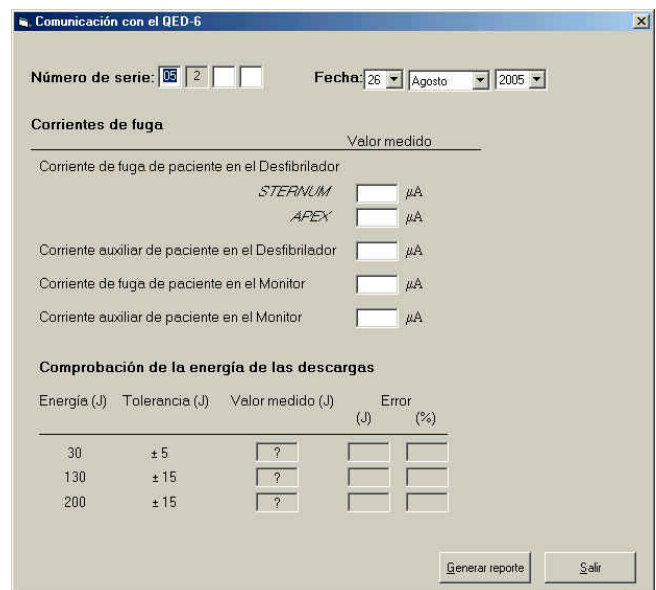 Comunicación con el QED-6
Número de serie: 05 2 Fecha: 26 Agosto 2005
Corrientes de fuga
Valor medido
Corriente de fuga de paciente en el Desfibrilador
STERNUM µA
APEX µA
Corriente auxiliar de paciente en el Desfibrilador µA
Corriente de fuga de paciente en el Monitor µA
Corriente auxiliar de paciente en el Monitor µA
Comprobación de la energía de las descargas
Energía (J) Tolerancia (J) Valor medido (J) Error
(J) (%)
30 ± 5 ?
130 ± 15 ?
200 ± 15 ?
Generar reporte Salir